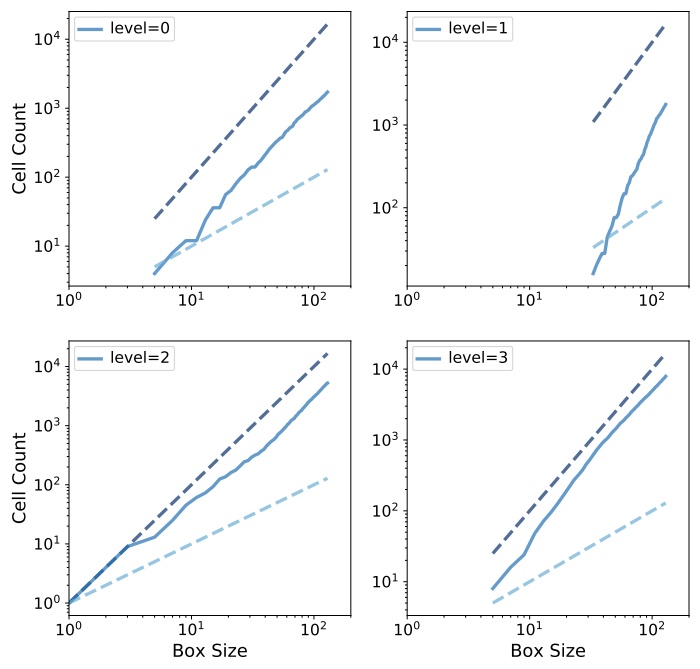 level=0
10⁴
10³
10²
10¹
Cell Count
10⁰ 10¹ 10²
level=1
10⁴
10³
10²
10⁰ 10¹ 10²
level=2
10⁴
10³
10²
10¹
10⁰
Cell Count
10⁰ 10¹ 10²
Box Size
level=3
10⁴
10³
10²
10¹
10⁰ 10¹ 10²
Box Size